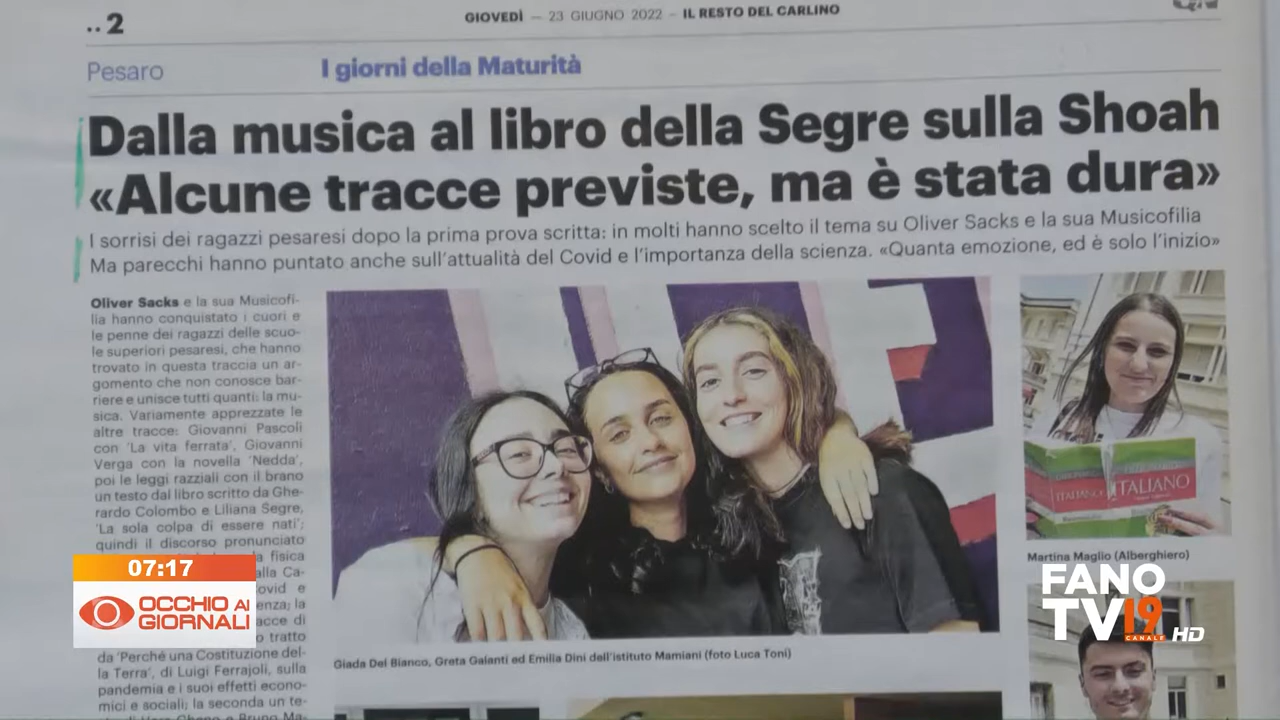 .. 2
GIOVEDÌ — 23 GIUGNO 2022 – IL RESTO DEL CARLINO
Pesaro
I giorni della Maturità
Dalla musica al libro della Segre sulla Shoah
«Alcune tracce previste, ma è stata dura»
I sorrisi dei ragazzi pesaresi dopo la prima prova scritta: in molti hanno scelto il tema su Oliver Sacks e la sua Musicofilia
Ma parecchi hanno puntato anche sull'attualità del Covid e l'importanza della scienza. «Quanta emozione, ed è solo l'inizio»
Oliver Sacks e la sua Musicofi-
lia hanno conquistato i cuori e
le penne dei ragazzi delle scuo-
le superiori pesaresi, che hanno
trovato in questa traccia un ar-
gomento che non conosce bar-
riere e unisce tutti quanti: la mu-
sica. Variamente apprezzate le
altre tracce: Giovanni Pascoli
con 'La vita ferrata', Giovanni
Verga con la novella 'Nedda',
poi le leggi razziali con il brano
un testo dal libro scritto da Ghe-
rardo Colombo e Liliana Segre,
'La sola colpa di essere nati';
quindi il discorso pronunciato
fisica
alla Ca-
ovid e
enza; la
acce di
o tratto
da 'Perché una Costituzione del-
la Terra', di Luigi Ferrajoli, sulla
pandemia e i suoi effetti econo-
mici e sociali; la seconda un te-
ITALIANO
ITALIANO
Martina Maglio (Alberghiero)
Giada Del Bianco, Greta Galanti ed Emilia Dini dell'istituto Mamiani (foto Luca Toni)
07:17
OCCHIO AI
GIORNALI
FANO
TV19
CANALE
HD